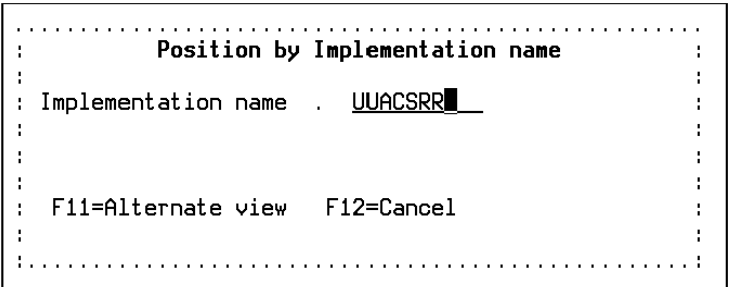 Position by Implementation name
Implementation name . UUACSRR
F11=Alternate view F12=Cancel